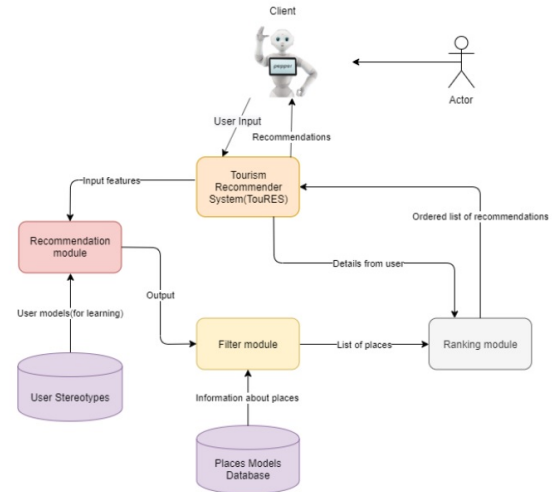 Client
pepper
Actor
User Input
Recommendations
Tourism
Recommender
System(TouRES)
Input features
Ordered list of recommendations
Recommendation
module
Details from user
User models(for learning)
Output
Filter module
List of places
Ranking module
User Stereotypes
Information about places
Places Models
Database